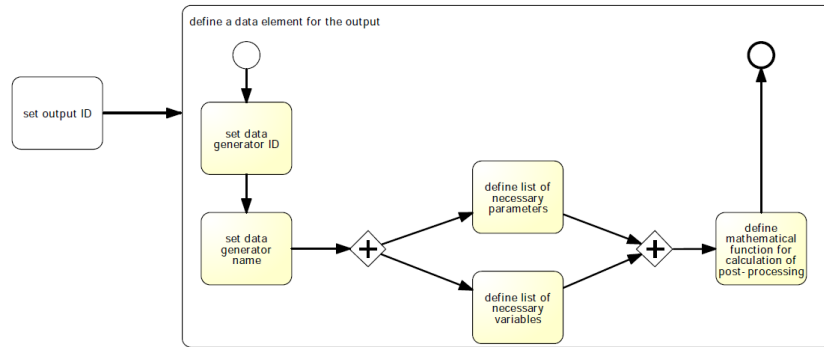 define a data element for the output
set output ID
set data
generator ID
set data
generator
name
define list of
necessary
parameters
define list of
necessary
variables
define
mathematical
function for
calculation of
post- processing